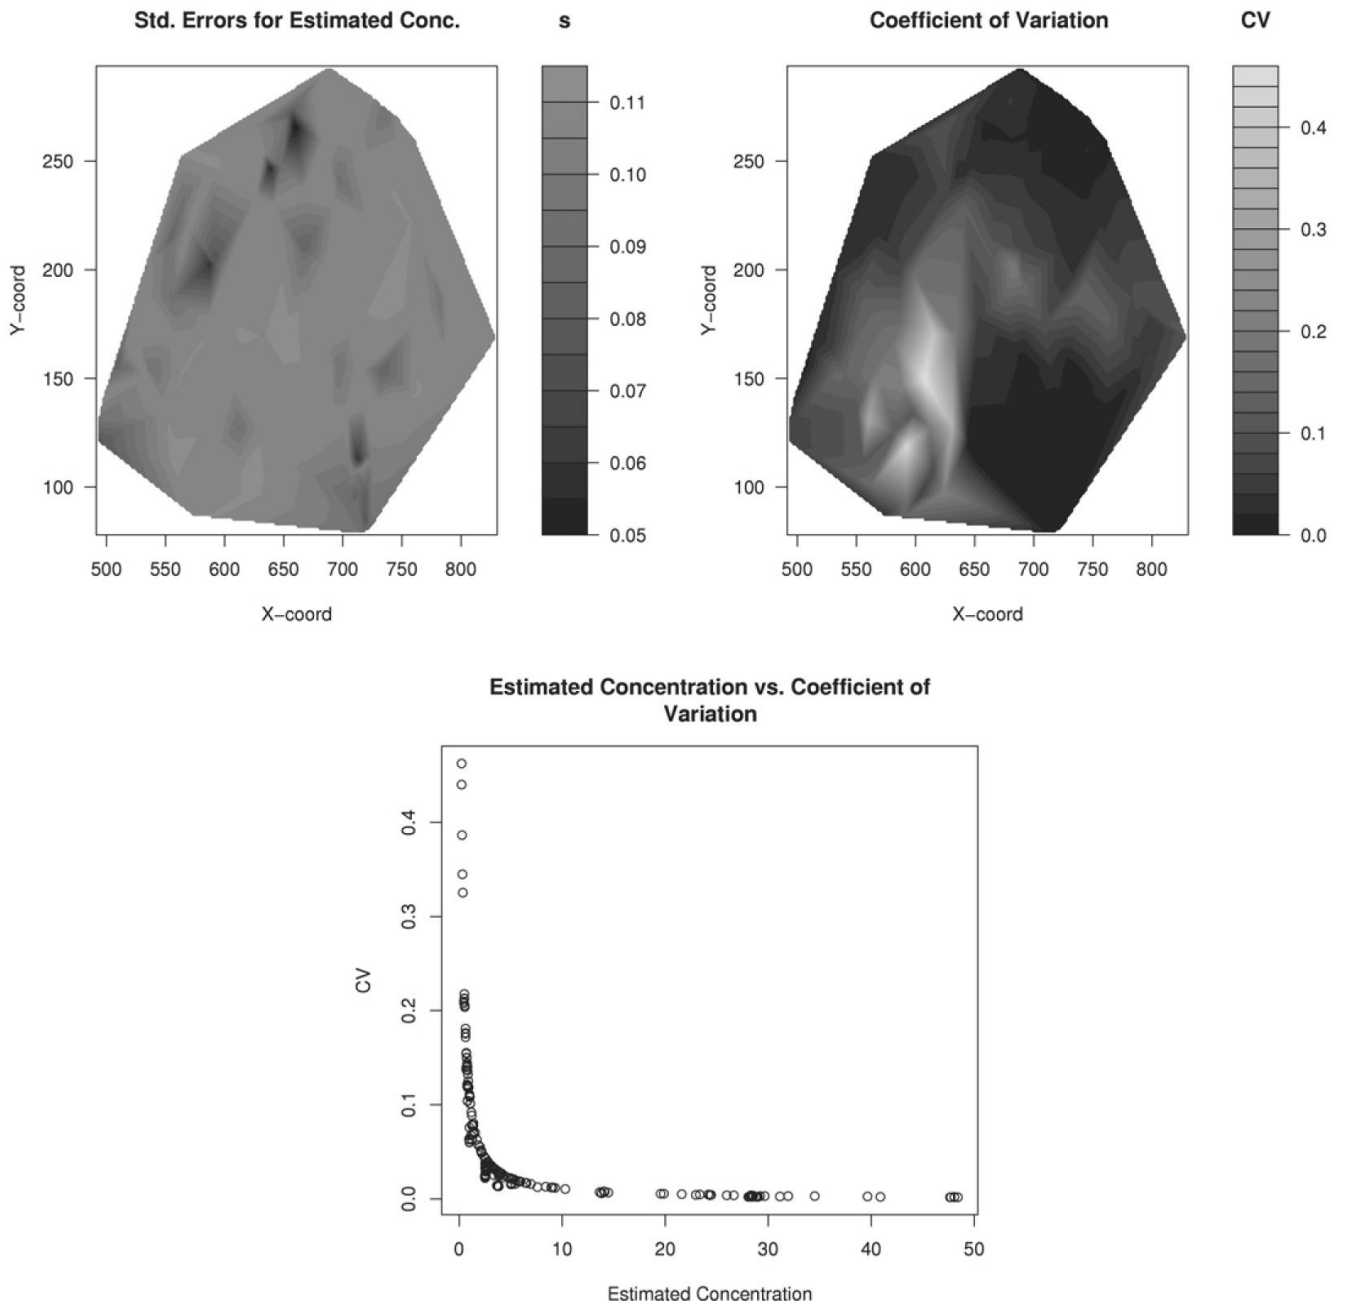 Std. Errors for Estimated Conc.
s
250
200
150
100
Y−coord
500 550 600 650 700 750 800
X−coord
0.11
0.10
0.09
0.08
0.07
0.06
0.05
Coefficient of Variation
CV
250
200
150
100
Y−coord
500 550 600 650 700 750 800
X−coord
0.4
0.3
0.2
0.1
0.0
Estimated Concentration vs. Coefficient of
Variation
0.4
0.3
0.2
0.1
0.0
CV
0 10 20 30 40 50
Estimated Concentration